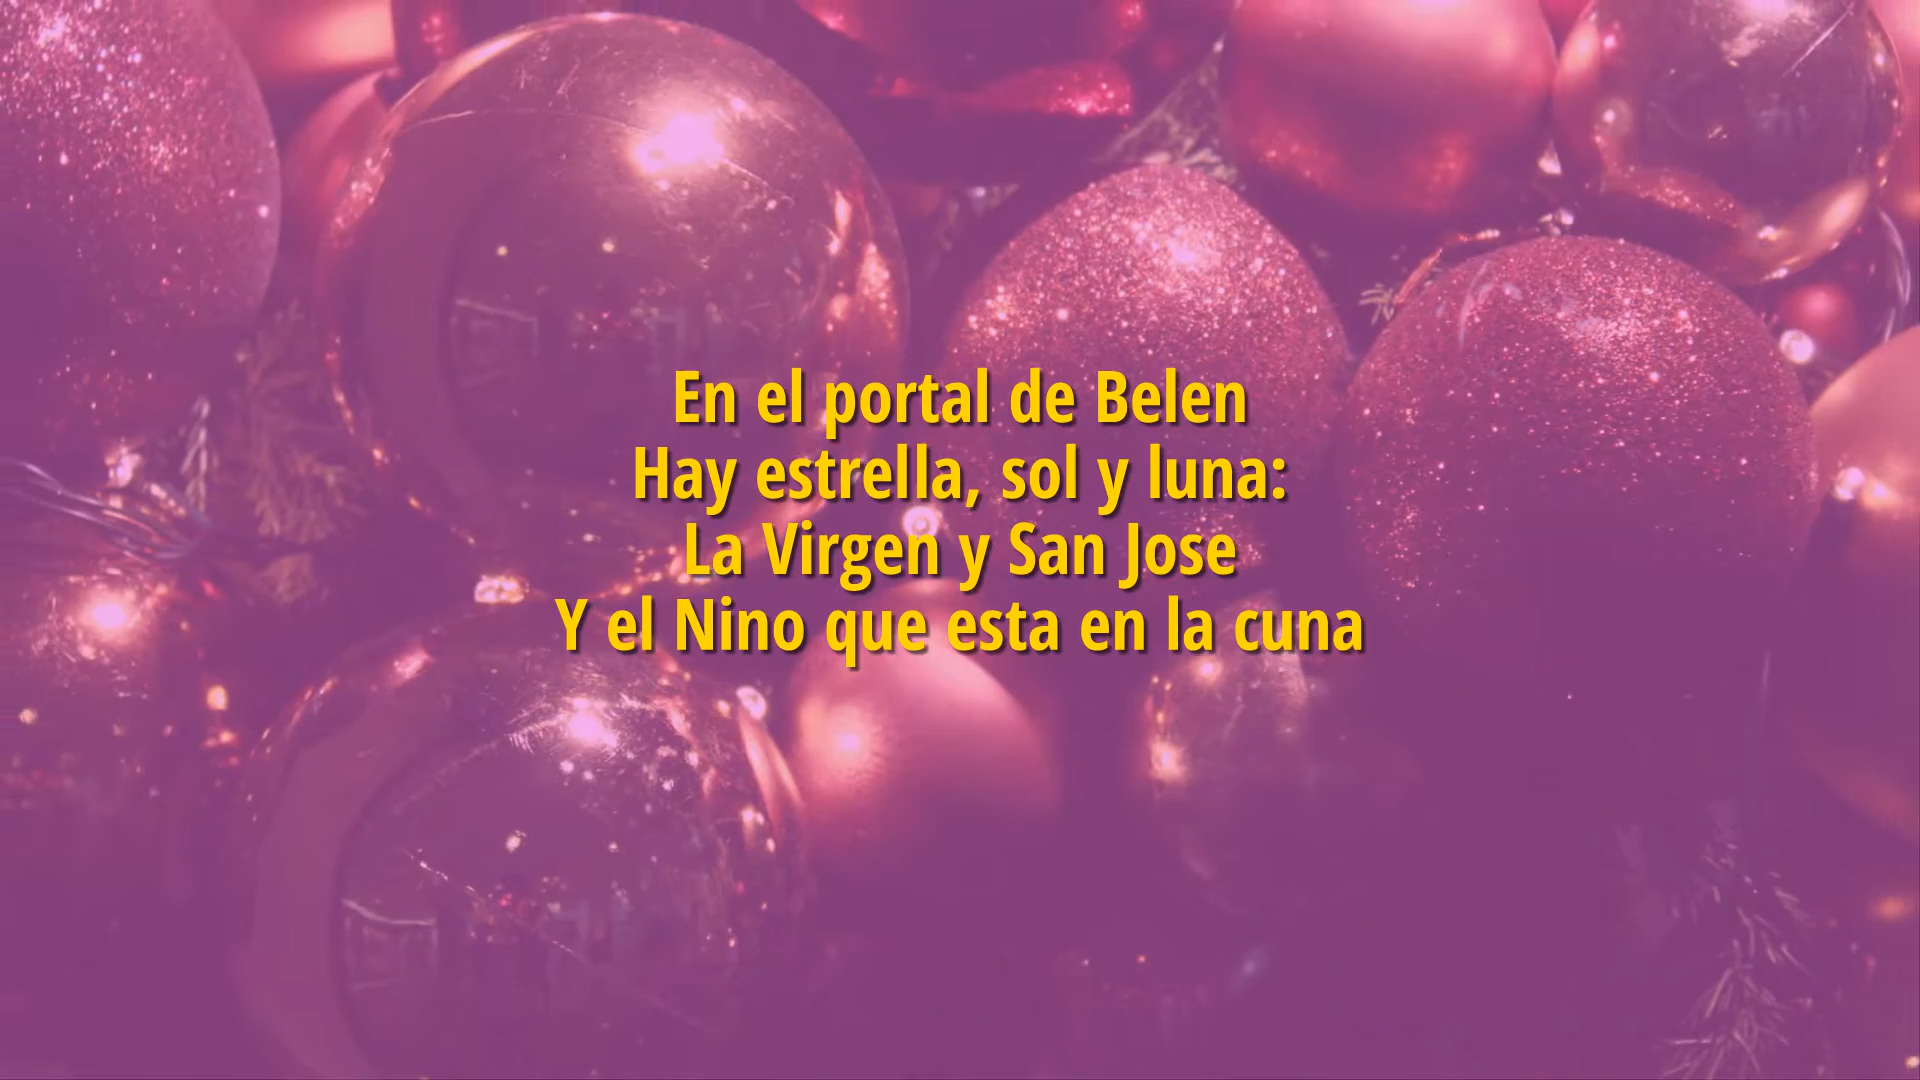 En el portal de Belen
Hay estrella, sol y luna:
La Virgen y San Jose
Y el Nino que esta en la cuna